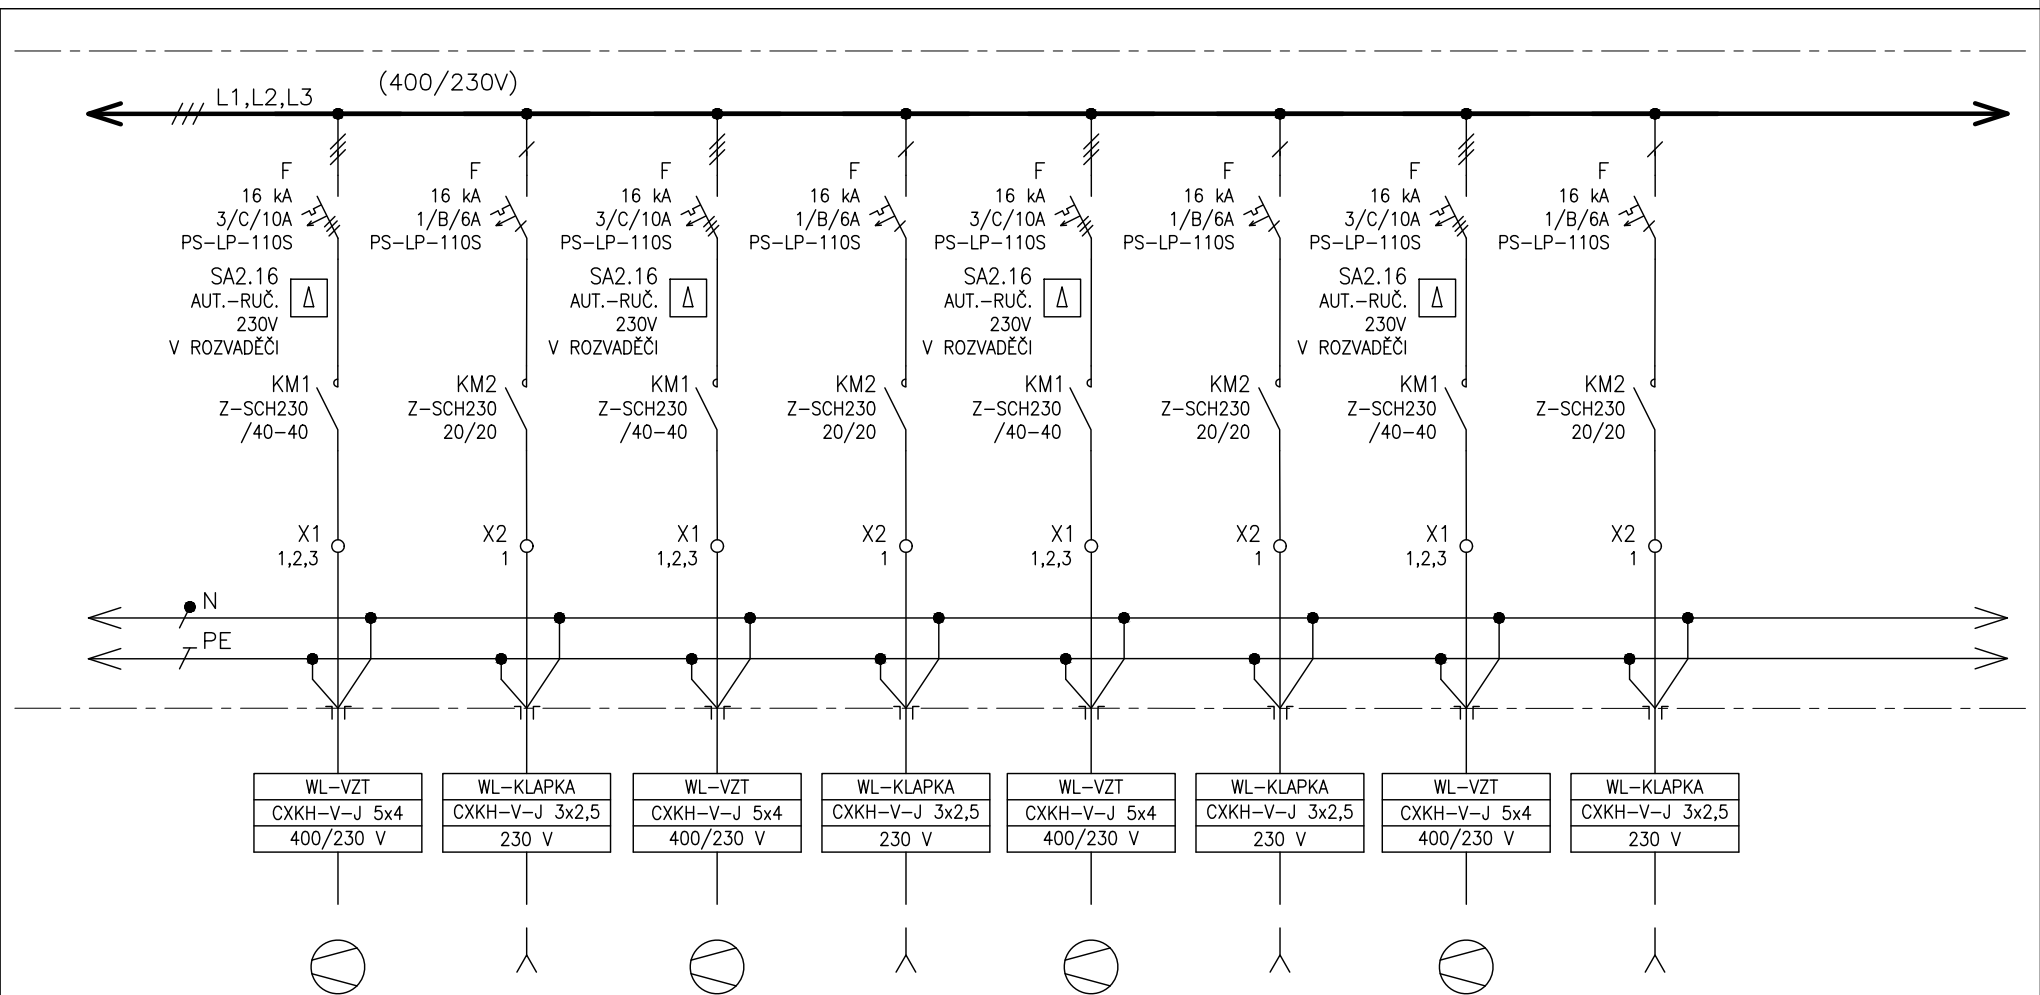 (400/230V)
L1,L2,L3
F
16 kA
3/C/10A
PS-LP-110S
SA2.16
AUT.-RUČ.
230V
V ROZVADĚČI
KM1
Z-SCH230
/40-40
X1
1,2,3
F
16 kA
1/B/6A
PS-LP-110S
KM2
Z-SCH230
20/20
X2
1
F
16 kA
3/C/10A
PS-LP-110S
SA2.16
AUT.-RUČ.
230V
V ROZVADĚČI
KM1
Z-SCH230
/40-40
X1
1,2,3
F
16 kA
1/B/6A
PS-LP-110S
KM2
Z-SCH230
20/20
X2
1
F
16 kA
3/C/10A
PS-LP-110S
SA2.16
AUT.-RUČ.
230V
V ROZVADĚČI
KM1
Z-SCH230
/40-40
X1
1,2,3
F
16 kA
1/B/6A
PS-LP-110S
KM2
Z-SCH230
20/20
X2
1
F
16 kA
3/C/10A
PS-LP-110S
SA2.16
AUT.-RUČ.
230V
V ROZVADĚČI
KM1
Z-SCH230
/40-40
X1
1,2,3
F
16 kA
1/B/6A
PS-LP-110S
KM2
Z-SCH230
20/20
X2
1
N
PE
WL-VZT
CXKH-V-J 5x4
400/230 V
WL-KLAPKA
CXKH-V-J 3x2,5
230 V
WL-VZT
CXKH-V-J 5x4
400/230 V
WL-KLAPKA
CXKH-V-J 3x2,5
230 V
WL-VZT
CXKH-V-J 5x4
400/230 V
WL-KLAPKA
CXKH-V-J 3x2,5
230 V
WL-VZT
CXKH-V-J 5x4
400/230 V
WL-KLAPKA
CXKH-V-J 3x2,5
230 V